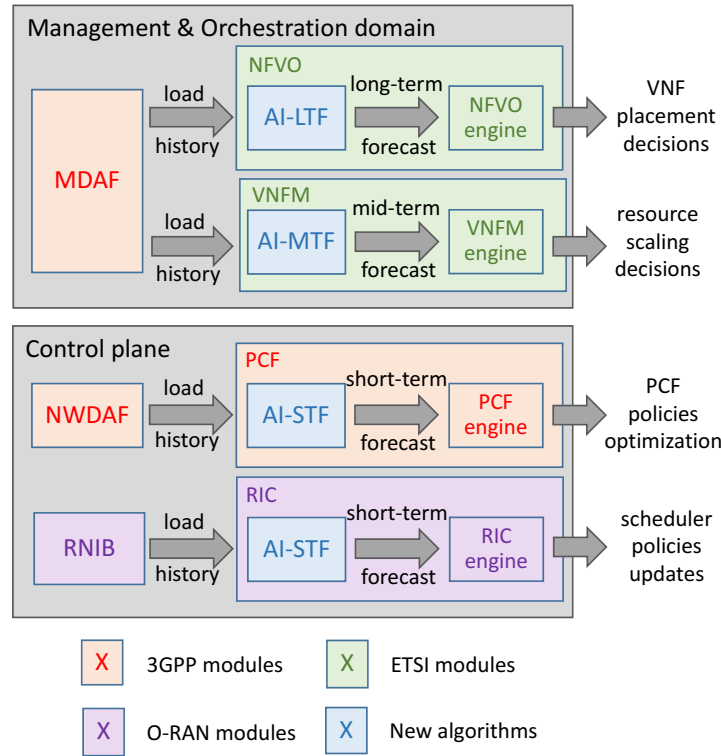 Management & Orchestration domain
MDAF
load
history
NFVO
AI-LTF
long-term
forecast
NFVO
engine
VNF
placement
decisions
load
history
VNFM
AI-MTF
mid-term
forecast
VNFM
engine
resource
scaling
decisions
Control plane
NWDAF
load
history
PCF
AI-STF
short-term
forecast
PCF
engine
PCF
policies
optimization
RNIB
load
history
RIC
AI-STF
short-term
forecast
RIC
engine
scheduler
policies
updates
X 3GPP modules
X ETSI modules
X O-RAN modules
X New algorithms